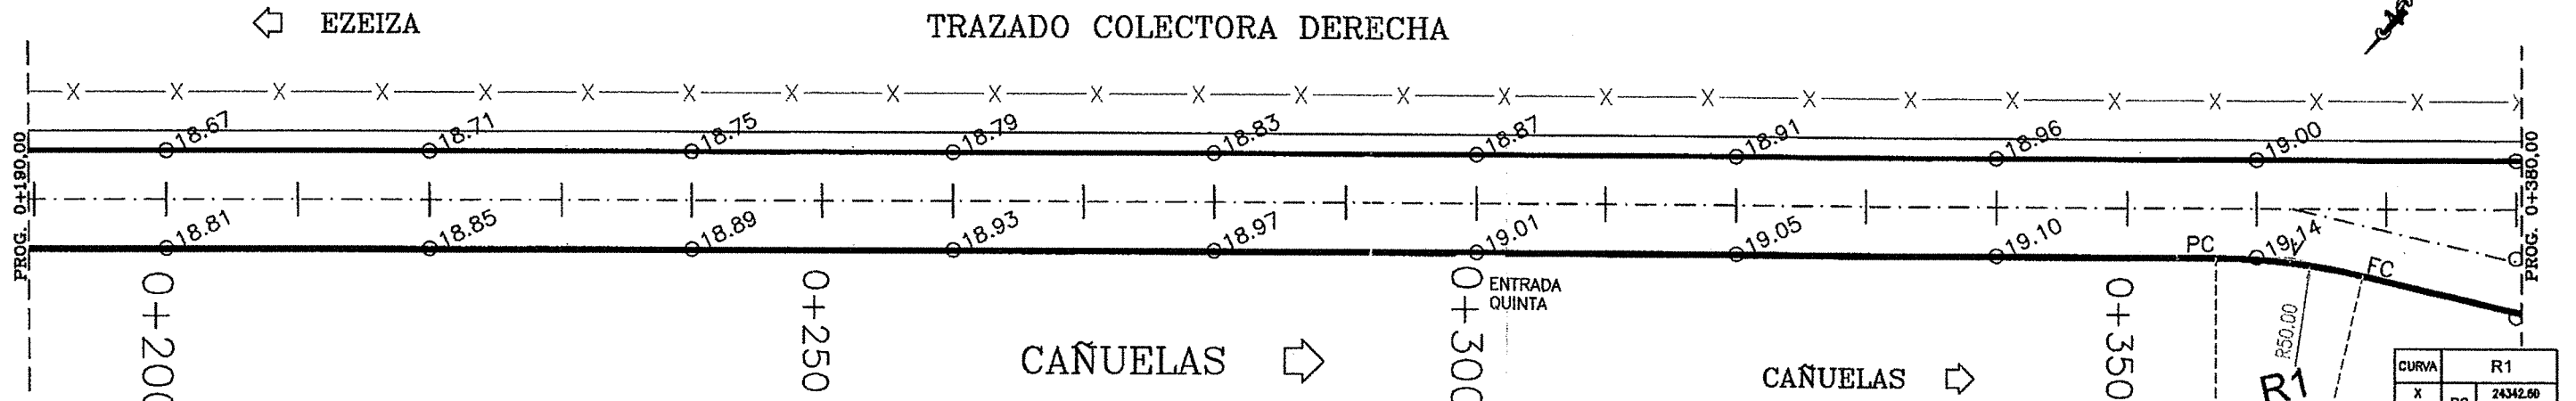 EZEIZA
TRAZADO COLECTORA DERECHA
X X X X X X X X X X X X X X X X X X X X X X X X X
18.67 18.71 18.75 18.79 18.83 18.87 18.91 18.96 19.00
PROG. 0+190,00
PROG. 0+380,00
18.81 18.85 18.89 18.93 18.97 19.01 19.05 19.10 19.14
PC
FC
0+200
0+250
0+300
0+350
ENTRADA
QUINTA
CAÑUELAS
CAÑUELAS
R50.00
R1
CURVA R1
X 24342.60